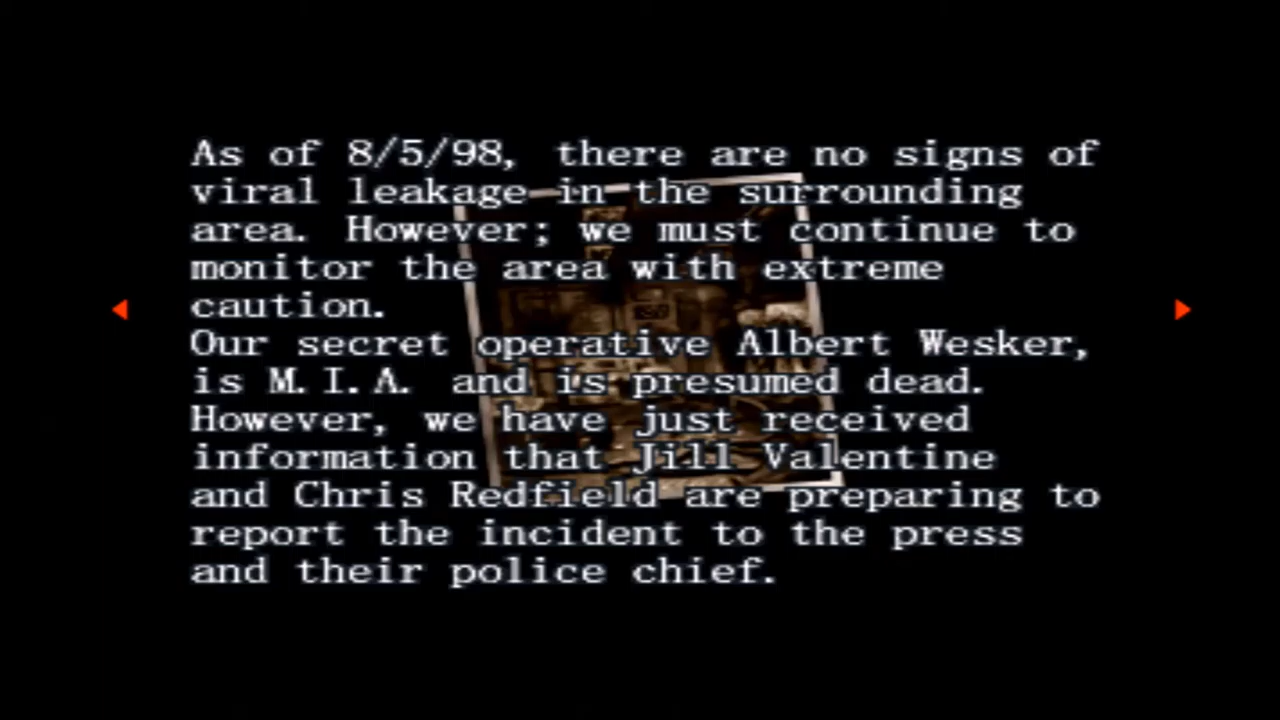 As of 8/5/98, there are no signs of
viral leakage in the surrounding
area. However; we must continue to
monitor the area with extreme
caution.
Our secret operative Albert Wesker,
is M.I.A. and is presumed dead.
However, we have just received
information that Jill Valentine
and Chris Redfield are preparing to
report the incident to the press
and their police chief.